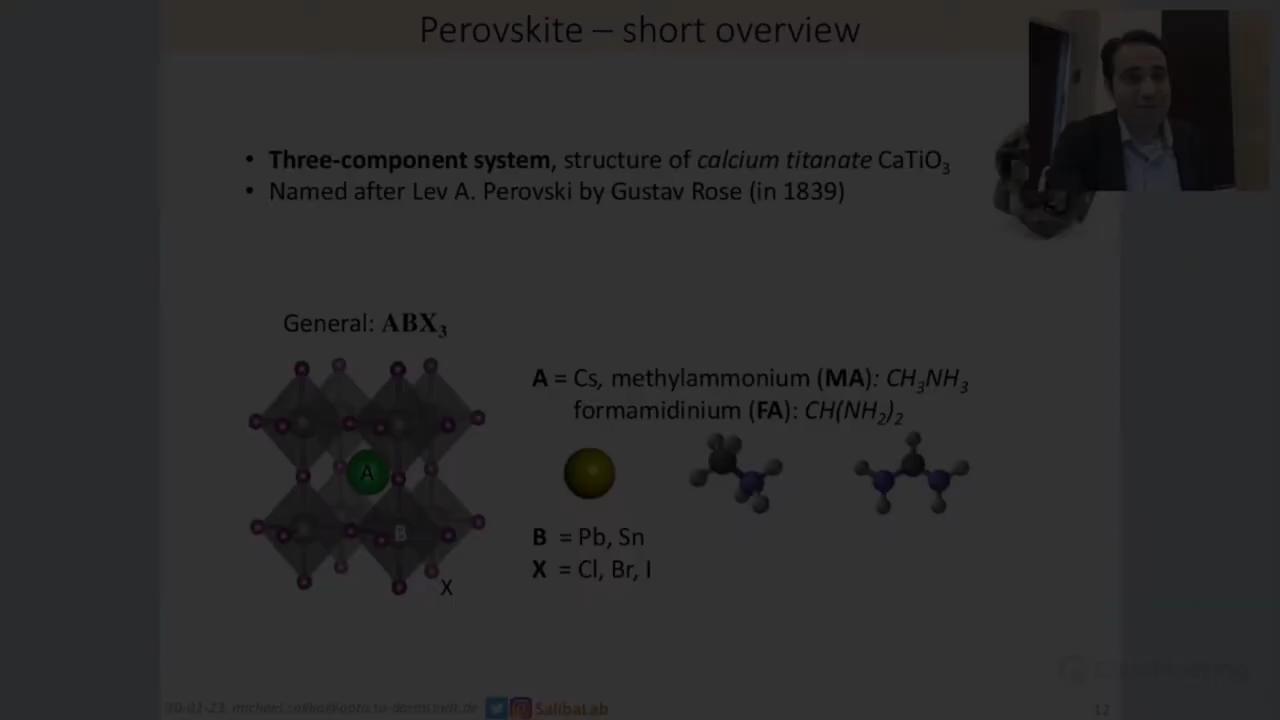 Perovskite – short overview
• Three-component system, structure of calcium titanate CaTiO₃
• Named after Lev A. Perovski by Gustav Rose (in 1839)
General: ABX₃
A = Cs, methylammonium (MA): CH₃NH₃
formamidinium (FA): CH(NH₂)₂
A
B
X
B = Pb, Sn
X = Cl, Br, I
SalibaLab
12